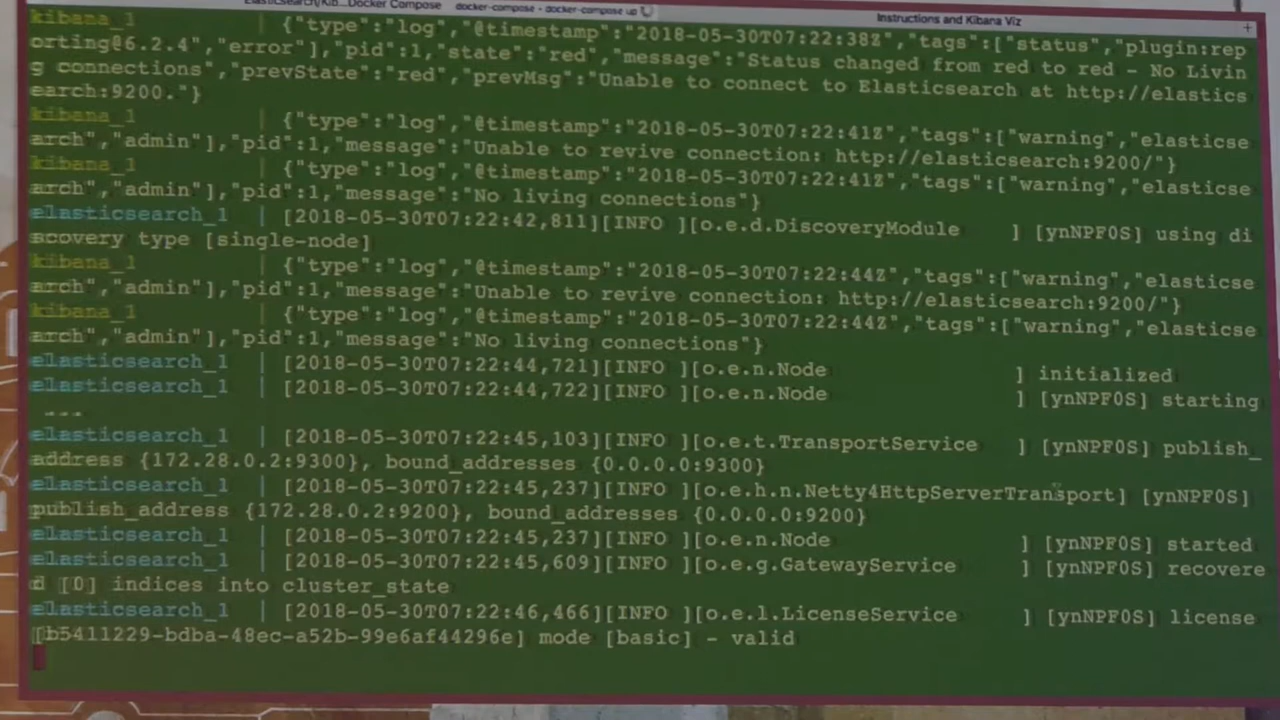 Elasticsearch/Kib...Docker Compose docker-compose - docker-compose up Instructions and Kibana Viz +
kibana_1 | {"type":"log","@timestamp":"2018-05-30T07:22:38Z","tags":["status","plugin:rep
orting@6.2.4","error"],"pid":1,"state":"red","message":"Status changed from red to red – No Livin
g connections","prevState":"red","prevMsg":"Unable to connect to Elasticsearch at http://elastics
earch:9200."}
kibana_1 | {"type":"log","@timestamp":"2018-05-30T07:22:41Z","tags":["warning","elasticse
arch","admin"],"pid":1,"message":"Unable to revive connection: http://elasticsearch:9200/"}
kibana_1 | {"type":"log","@timestamp":"2018-05-30T07:22:41Z","tags":["warning","elasticse
arch","admin"],"pid":1,"message":"No living connections"}
elasticsearch_1 | [2018-05-30T07:22:42,811][INFO ][o.e.d.DiscoveryModule ] [ynNPF0S] using di
scovery type [single-node]
kibana_1 | {"type":"log","@timestamp":"2018-05-30T07:22:44Z","tags":["warning","elasticse
arch","admin"],"pid":1,"message":"Unable to revive connection: http://elasticsearch:9200/"}
kibana_1 | {"type":"log","@timestamp":"2018-05-30T07:22:44Z","tags":["warning","elasticse
arch","admin"],"pid":1,"message":"No living connections"}
elasticsearch_1 | [2018-05-30T07:22:44,721][INFO ][o.e.n.Node ] initialized
elasticsearch_1 | [2018-05-30T07:22:44,722][INFO ][o.e.n.Node ] [ynNPF0S] starting
...
elasticsearch_1 | [2018-05-30T07:22:45,103][INFO ][o.e.t.TransportService ] [ynNPF0S] publish_
address {172.28.0.2:9300}, bound_addresses {0.0.0.0:9300}
elasticsearch_1 | [2018-05-30T07:22:45,237][INFO ][o.e.h.n.Netty4HttpServerTransport] [ynNPF0S]
publish_address {172.28.0.2:9200}, bound_addresses {0.0.0.0:9200}
elasticsearch_1 | [2018-05-30T07:22:45,237][INFO ][o.e.n.Node ] [ynNPF0S] started
elasticsearch_1 | [2018-05-30T07:22:45,609][INFO ][o.e.g.GatewayService ] [ynNPF0S] recovere
d [0] indices into cluster_state
elasticsearch_1 | [2018-05-30T07:22:46,466][INFO ][o.e.l.LicenseService ] [ynNPF0S] license
[b5411229-bdba-48ec-a52b-99e6af44296e] mode [basic] - valid